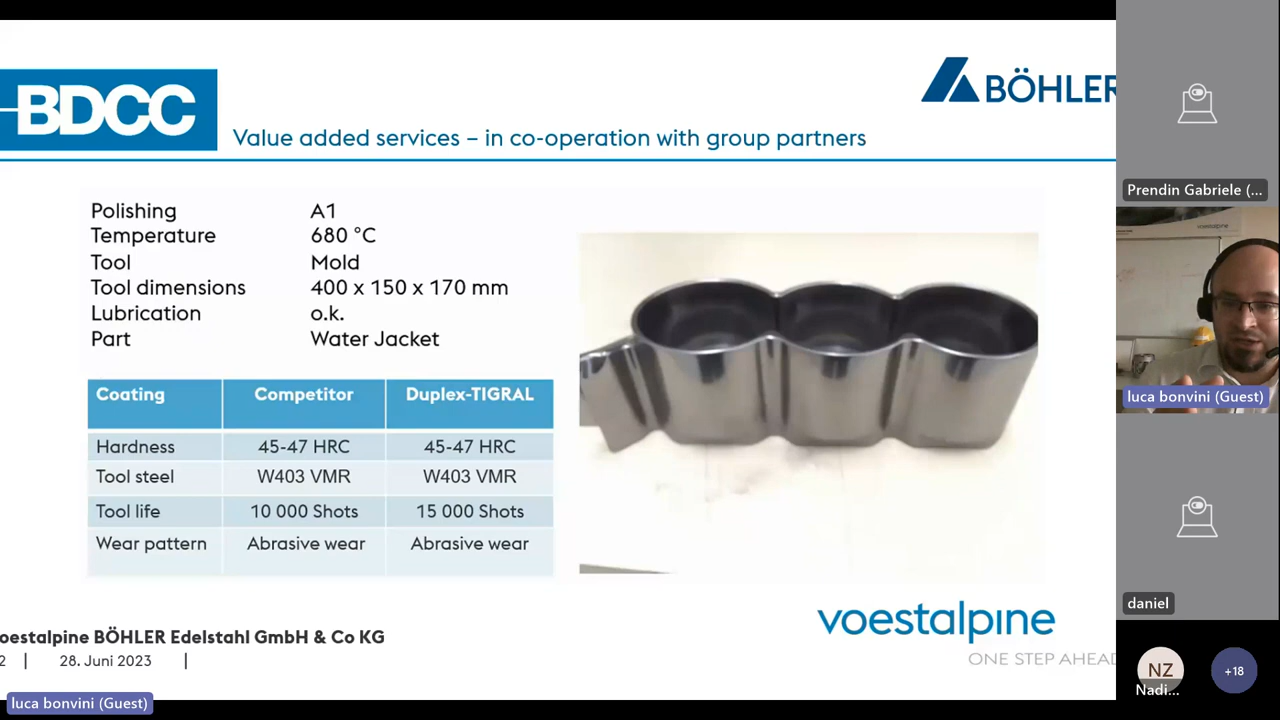 BDCC
BÖHLER
Value added services – in co-operation with group partners
Polishing A1
Temperature 680 °C
Tool Mold
Tool dimensions 400 x 150 x 170 mm
Lubrication o.k.
Part Water Jacket
Coating Competitor Duplex-TIGRAL
Hardness 45-47 HRC 45-47 HRC
Tool steel W403 VMR W403 VMR
Tool life 10 000 Shots 15 000 Shots
Wear pattern Abrasive wear Abrasive wear
voestalpine
ONE STEP AHEAD
oestalpine BÖHLER Edelstahl GmbH & Co KG
2 | 28. Juni 2023 |
luca bonvini (Guest)
Prendin Gabriele (...
voestalpine
luca bonvini (Guest)
daniel
NZ
Nadi...
+18